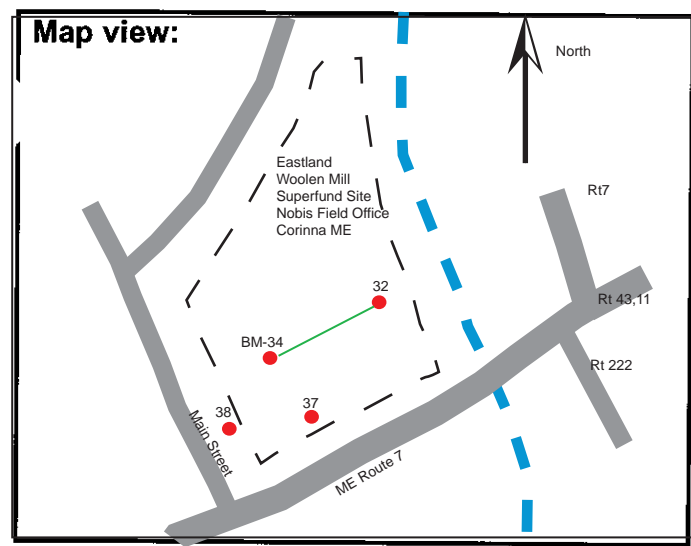 Map view:
North
Eastland
Woolen Mill
Superfund Site
Nobis Field Office
Corinna ME
Rt7
32
Rt 43,11
BM-34
Rt 222
37
38
Main Street
ME Route 7